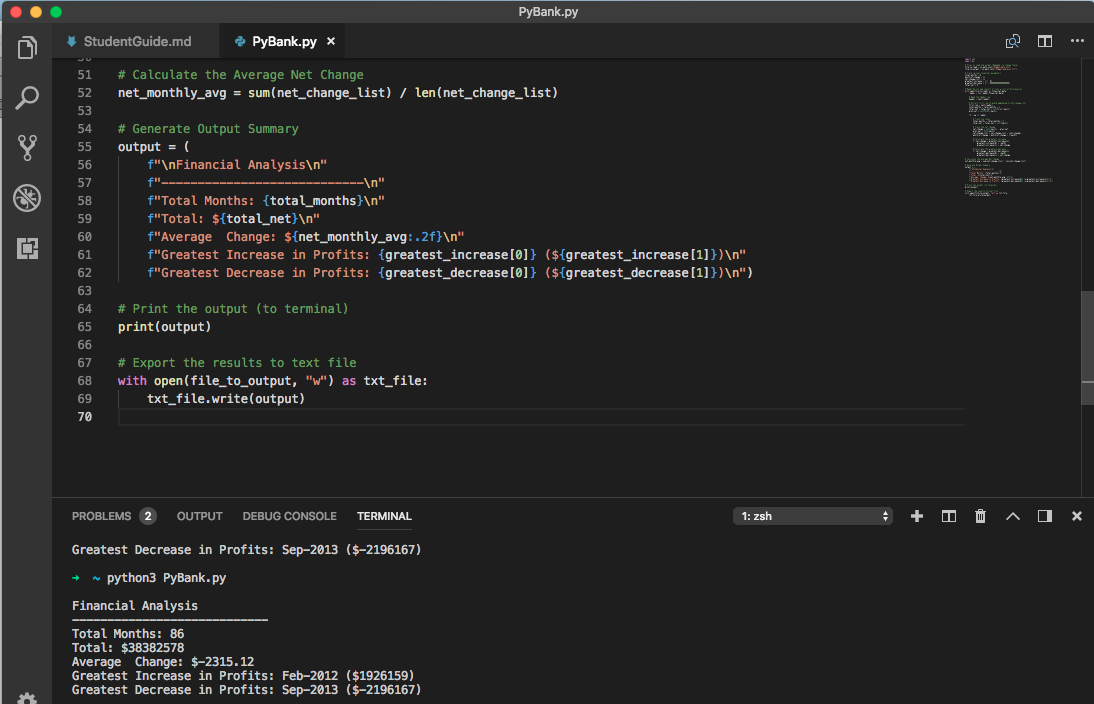 PyBank.py
StudentGuide.md
PyBank.py ×
51 # Calculate the Average Net Change
52 net_monthly_avg = sum(net_change_list) / len(net_change_list)
53
54 # Generate Output Summary
55 output = (
56     f"\nFinancial Analysis\n"
57     f"----------------------------\n"
58     f"Total Months: {total_months}\n"
59     f"Total: ${total_net}\n"
60     f"Average  Change: ${net_monthly_avg:.2f}\n"
61     f"Greatest Increase in Profits: {greatest_increase[0]} (${greatest_increase[1]})\n"
62     f"Greatest Decrease in Profits: {greatest_decrease[0]} (${greatest_decrease[1]})\n")
63
64 # Print the output (to terminal)
65 print(output)
66
67 # Export the results to text file
68 with open(file_to_output, "w") as txt_file:
69     txt_file.write(output)
70
PROBLEMS 2 OUTPUT DEBUG CONSOLE TERMINAL 1: zsh
Greatest Decrease in Profits: Sep-2013 ($-2196167)
➜ ~ python3 PyBank.py
Financial Analysis
----------------------------
Total Months: 86
Total: $38382578
Average  Change: $-2315.12
Greatest Increase in Profits: Feb-2012 ($1926159)
Greatest Decrease in Profits: Sep-2013 ($-2196167)